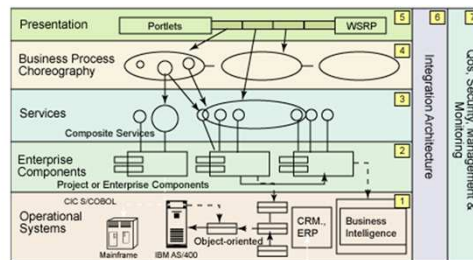 Presentation
Portlets
WSRP
5
Business Process
Choreography
4
Services
3
Composite Services
Enterprise
Components
2
Project or Enterprise Components
CIC S/COBOL
1
Operational
Systems
Mainframe
IBM AS/400
Object-oriented
CRM.,
ERP
Business
Intelligence
6
Integration Architecture
7
QoS, Security, Management &
Monitoring